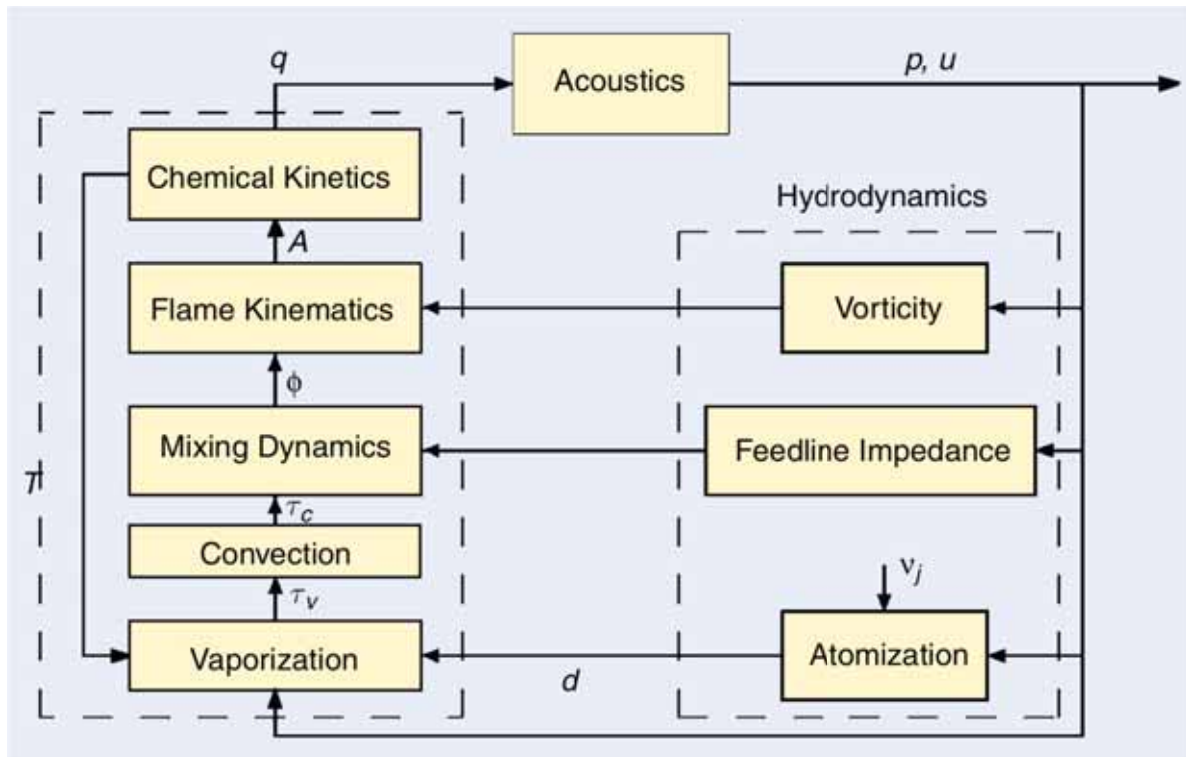 q
Acoustics
p, u
Chemical Kinetics
Hydrodynamics
A
Flame Kinematics
Vorticity
ϕ
Mixing Dynamics
Feedline Impedance
T
τc
Convection
νj
τv
Vaporization
Atomization
d